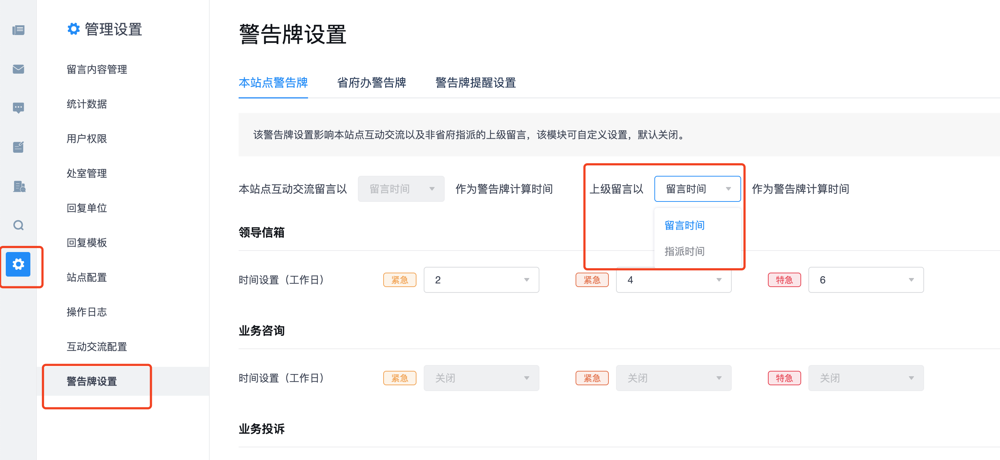 管理设置
留言内容管理
统计数据
用户权限
处室管理
回复单位
回复模板
站点配置
操作日志
互动交流配置
警告牌设置
警告牌设置
本站点警告牌 省府办警告牌 警告牌提醒设置
该警告牌设置影响本站点互动交流以及非省府指派的上级留言，该模块可自定义设置，默认关闭。
本站点互动交流留言以 留言时间 作为警告牌计算时间 上级留言以 留言时间 作为警告牌计算时间
留言时间
指派时间
领导信箱
时间设置（工作日） 紧急 2 紧急 4 特急 6
业务咨询
时间设置（工作日） 紧急 关闭 紧急 关闭 特急 关闭
业务投诉